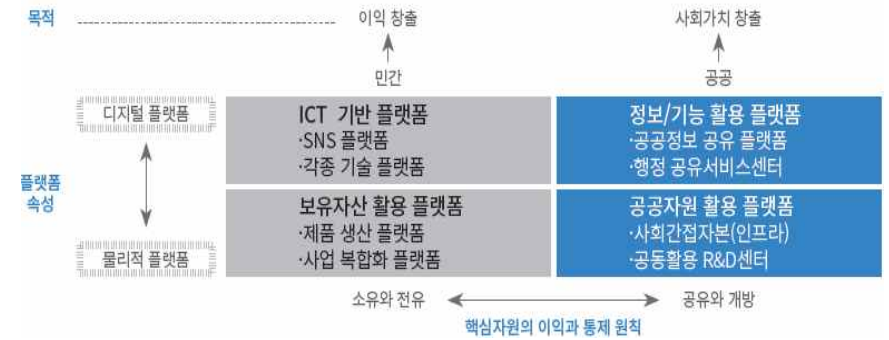 목적
이익 창출
사회가치 창출
민간
공공
디지털 플랫폼
ICT 기반 플랫폼
·SNS 플랫폼
·각종 기술 플랫폼
정보/기능 활용 플랫폼
·공공정보 공유 플랫폼
·행정 공유서비스센터
플랫폼
속성
보유자산 활용 플랫폼
·제품 생산 플랫폼
·사업 복합화 플랫폼
공공자원 활용 플랫폼
·사회간접자본(인프라)
·공동활용 R&D센터
물리적 플랫폼
소유와 전유
공유와 개방
핵심자원의 이익과 통제 원칙